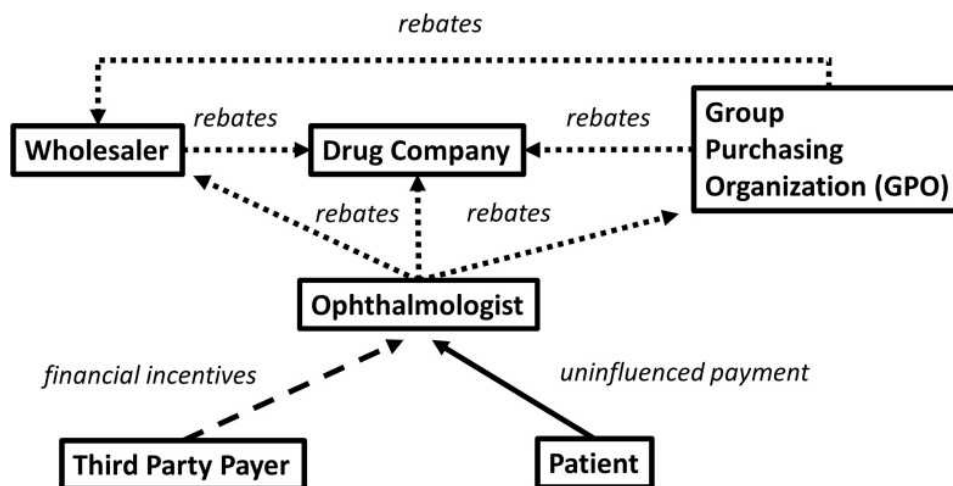 rebates
Group
Purchasing
Organization (GPO)
rebates
rebates
Wholesaler
Drug Company
rebates
rebates
Ophthalmologist
financial incentives
uninfluenced payment
Third Party Payer
Patient